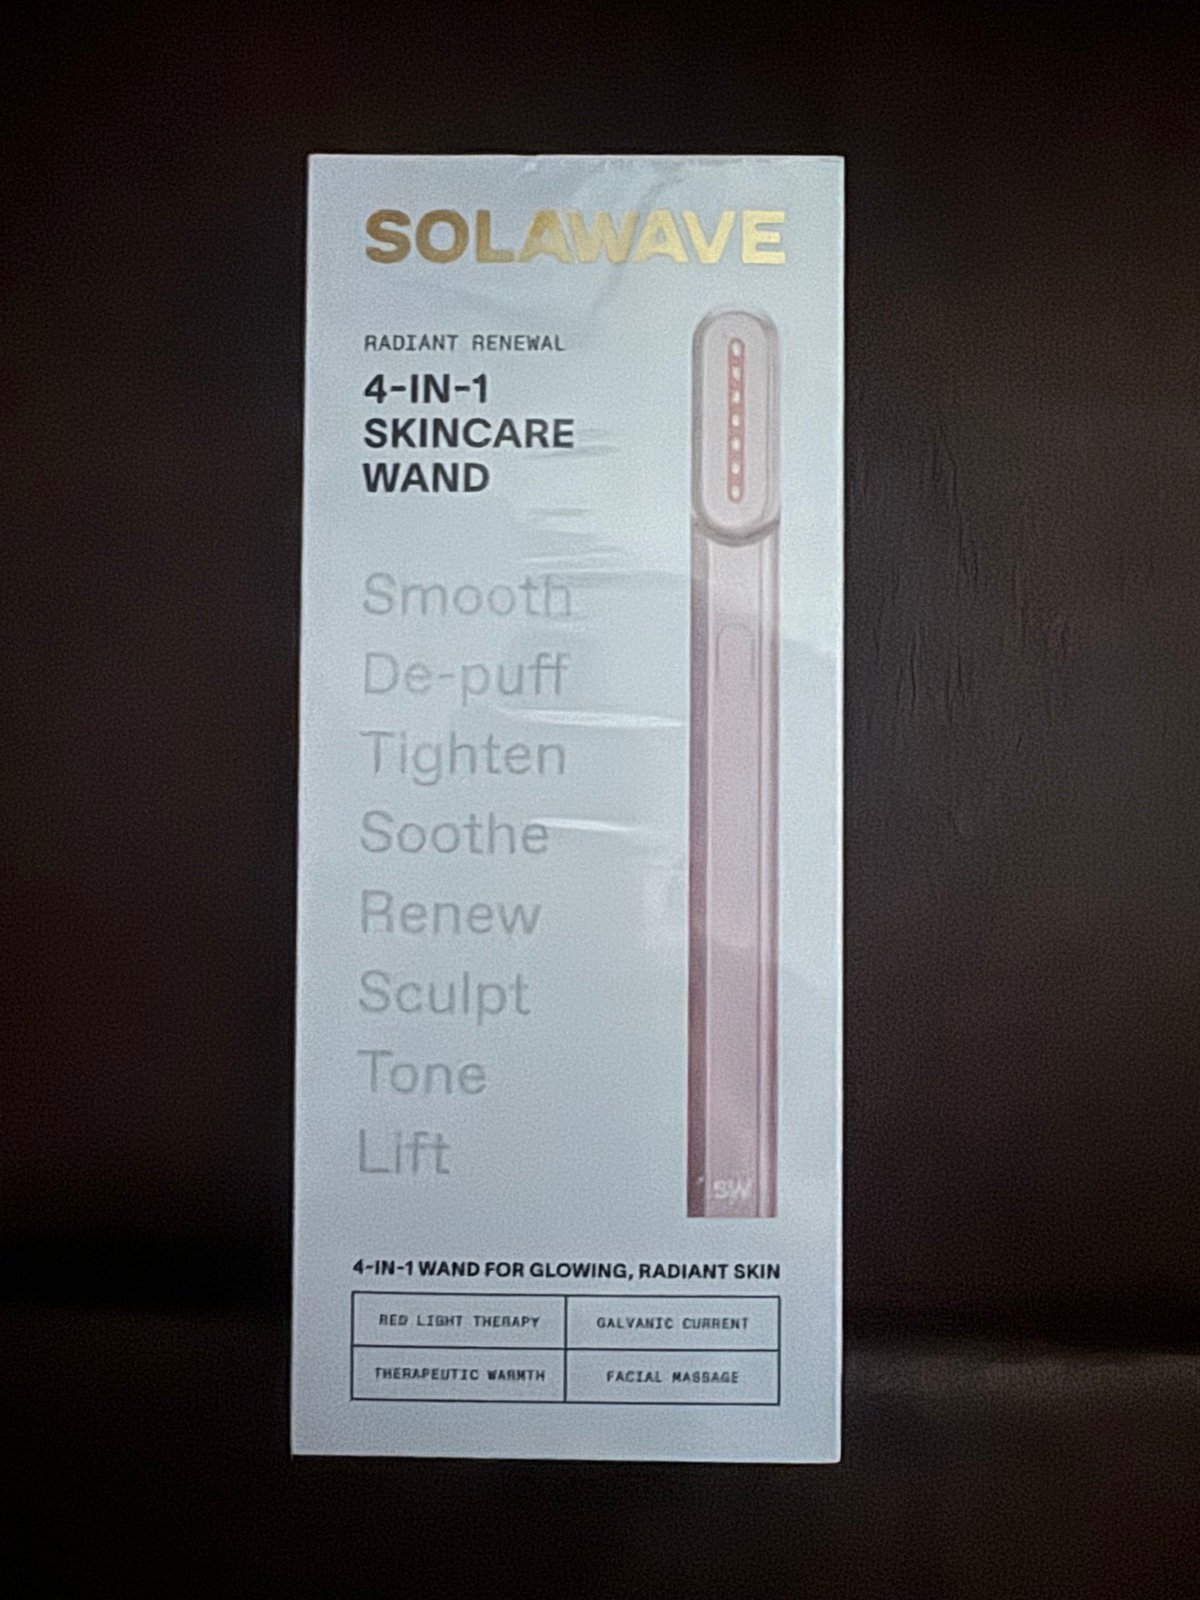 SOLAWAVE
RADIANT RENEWAL
4-IN-1
SKINCARE
WAND
Smooth
De-puff
Tighten
Soothe
Renew
Sculpt
Tone
Lift
SW
4-IN-1 WAND FOR GLOWING, RADIANT SKIN
RED LIGHT THERAPY
GALVANIC CURRENT
THERAPEUTIC WARMTH
FACIAL MASSAGE